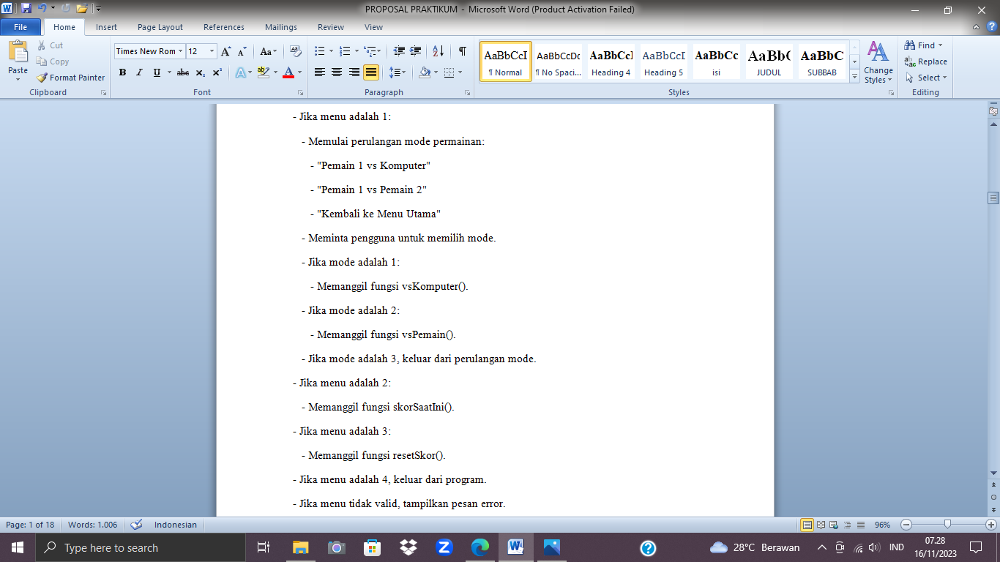 PROPOSAL PRAKTIKUM - Microsoft Word (Product Activation Failed)
File Home Insert Page Layout References Mailings Review View
Paste
Cut
Copy
Format Painter
Clipboard
Times New Rom 12
Font
Paragraph
AaBbCcI AaBbCcDc AaBbCcI AaBbCcI AaBbCc AaBb( AaBbC
¶ Normal ¶ No Spaci... Heading 4 Heading 5 isi JUDUL SUBBAB
Change Styles
Styles
Find
Replace
Select
Editing
- Jika menu adalah 1:
- Memulai perulangan mode permainan:
- "Pemain 1 vs Komputer"
- "Pemain 1 vs Pemain 2"
- "Kembali ke Menu Utama"
- Meminta pengguna untuk memilih mode.
- Jika mode adalah 1:
- Memanggil fungsi vsKomputer().
- Jika mode adalah 2:
- Memanggil fungsi vsPemain().
- Jika mode adalah 3, keluar dari perulangan mode.
- Jika menu adalah 2:
- Memanggil fungsi skorSaatIni().
- Jika menu adalah 3:
- Memanggil fungsi resetSkor().
- Jika menu adalah 4, keluar dari program.
- Jika menu tidak valid, tampilkan pesan error.
Page: 1 of 18 Words: 1.006 Indonesian 96%
Type here to search 28°C Berawan IND 07.28
16/11/2023